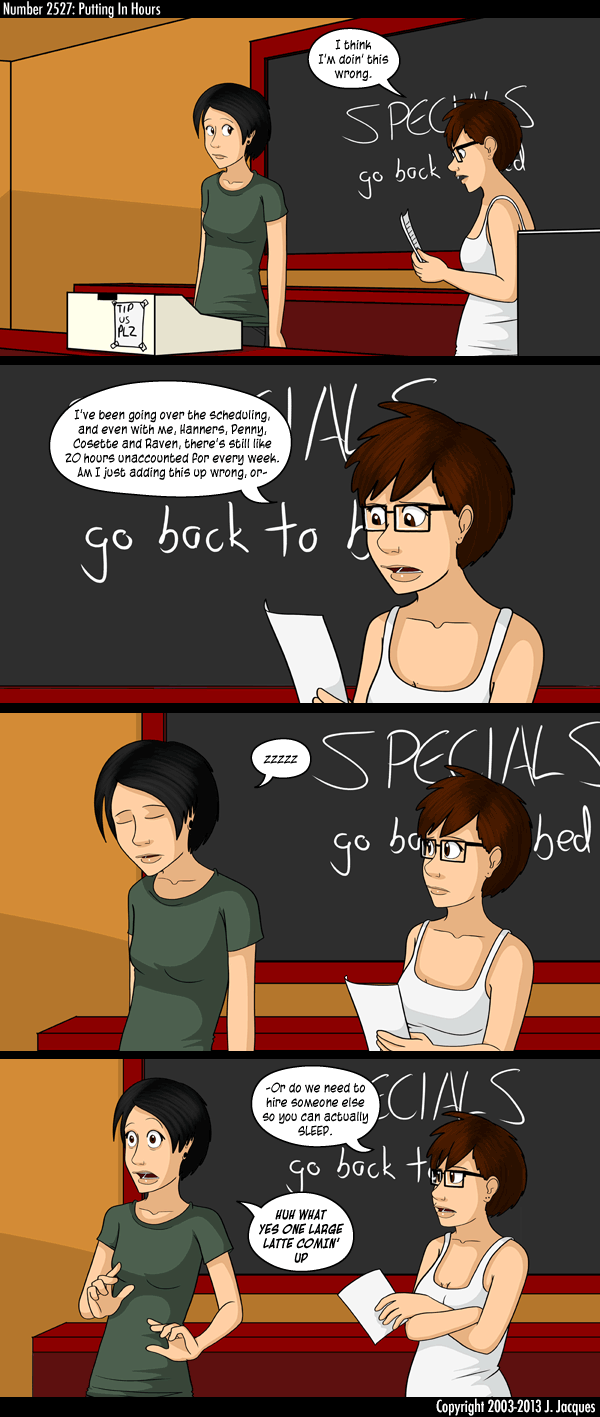 Number 2527: Putting In Hours
I think
I'm doin' this
wrong.
SPECIALS
go back bed
TIP
US
PLZ
I've been going over the scheduling,
and even with me, Hanners, Penny,
Cosette and Raven, there's still like
20 hours unaccounted for every week.
Am I just adding this up wrong, or-
go back to b
zzzzz
SPECIALS
go bed
-Or do we need to
hire someone else
so you can actually
SLEEP.
SPECIALS
go back to
HUH WHAT
YES ONE LARGE
LATTE COMIN'
UP
Copyright 2003-2013 J. Jacques